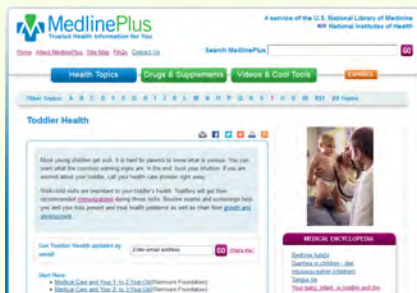 MedlinePlus
Trusted Health Information for You
A service of the U.S. National Library of Medicine
National Institutes of Health
Home About MedlinePlus Site Map FAQs Contact Us
Search MedlinePlus
GO
Health Topics
Drugs & Supplements
Videos & Cool Tools
ESPAÑOL
Other Topics: A B C D E F G H I J K L M N O P Q R S T U V W XYZ All Topics
Toddler Health
Most young children get sick. It is hard for parents to know what is serious. You can
learn what the common warning signs are. In the end, trust your intuition. If you are
worried about your toddler, call your health care provider right away.
Well-child visits are important to your toddler's health. Toddlers will get their
recommended immunizations during these visits. Routine exams and screenings help
you and your kids prevent and treat health problems as well as chart their growth and
development.
Get Toddler Health updates by
email
Enter email address
GO
What's this?
Start Here
Medical Care and Your 1- to 2-Year-Old (Nemours Foundation)
Medical Care and Your 2- to 3-Year-Old (Nemours Foundation)
MEDICAL ENCYCLOPEDIA
Bedtime habits
Diarrhea in children - diet
Intussusception (children)
Tongue tie